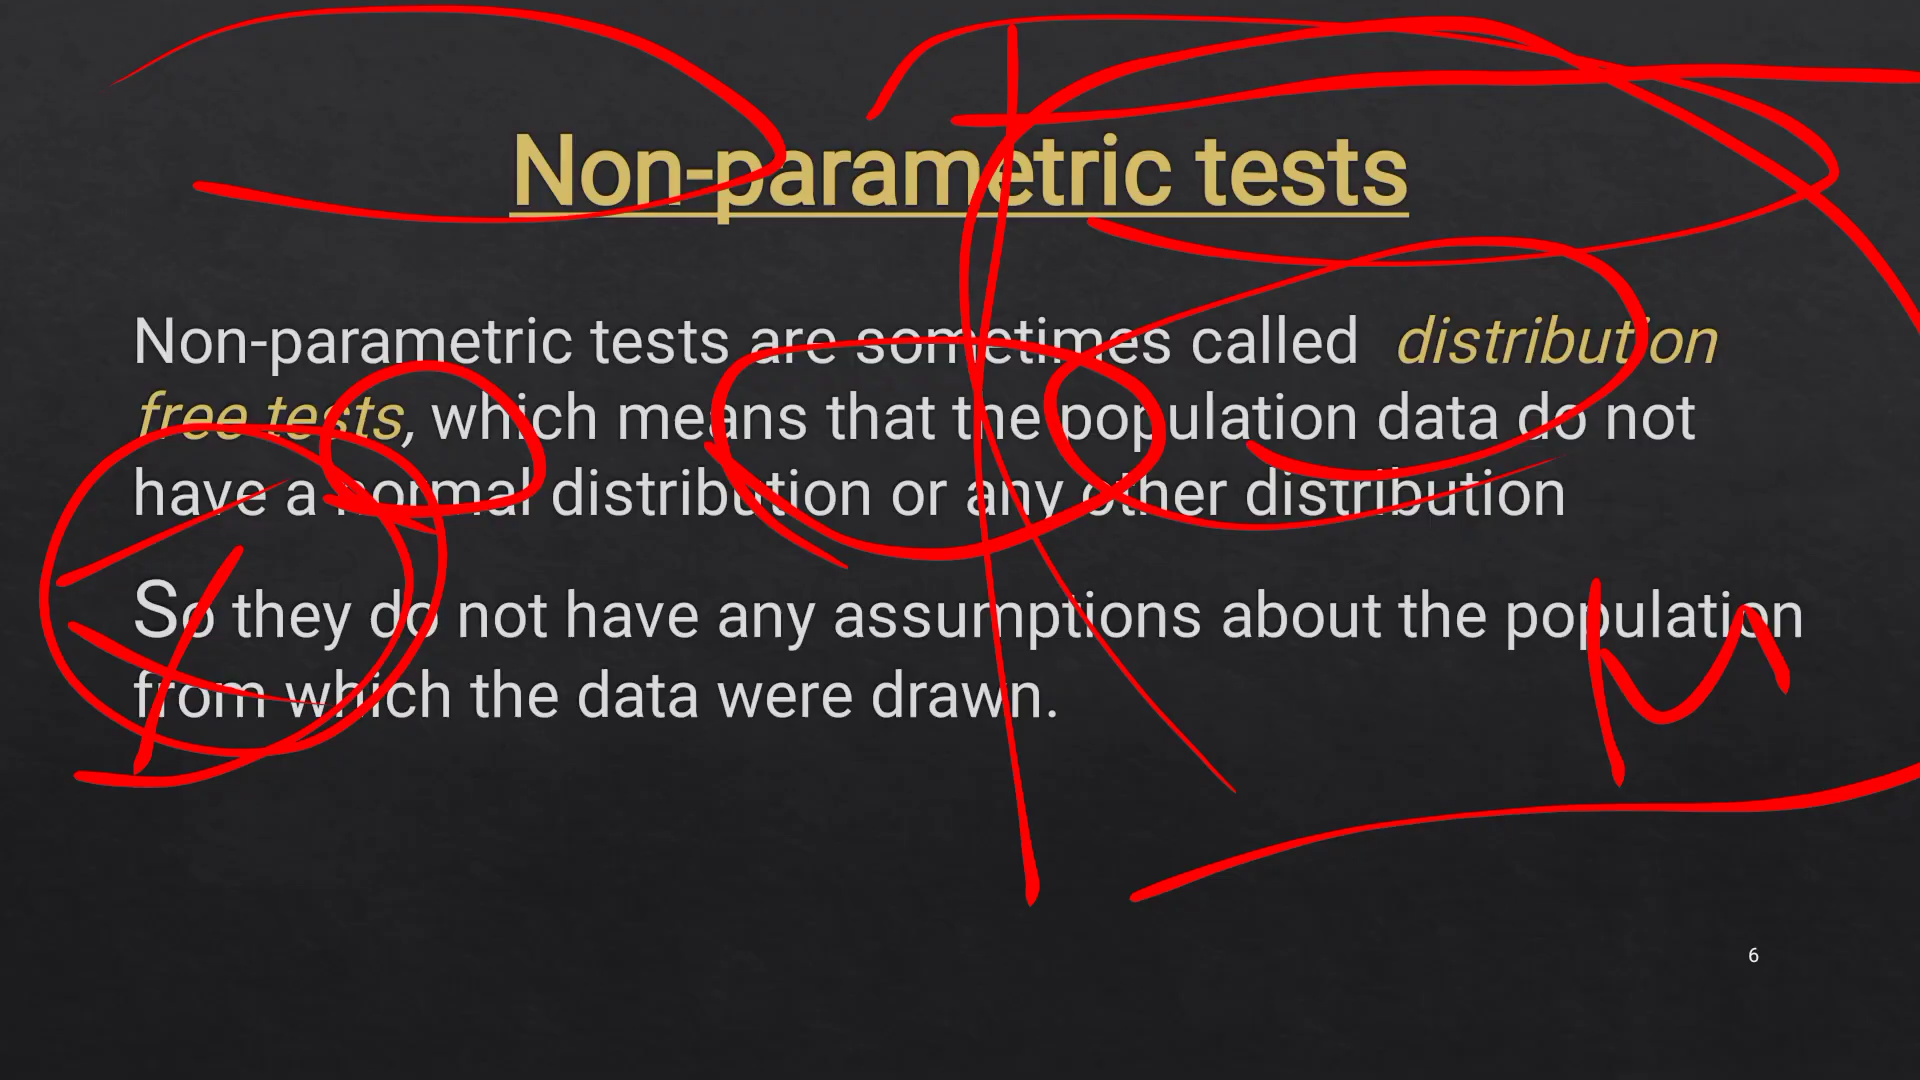 Non-parametric tests
Non-parametric tests are sometimes called distribution
free tests, which means that the population data do not
have a normal distribution or any other distribution
So they do not have any assumptions about the population
from which the data were drawn.
6